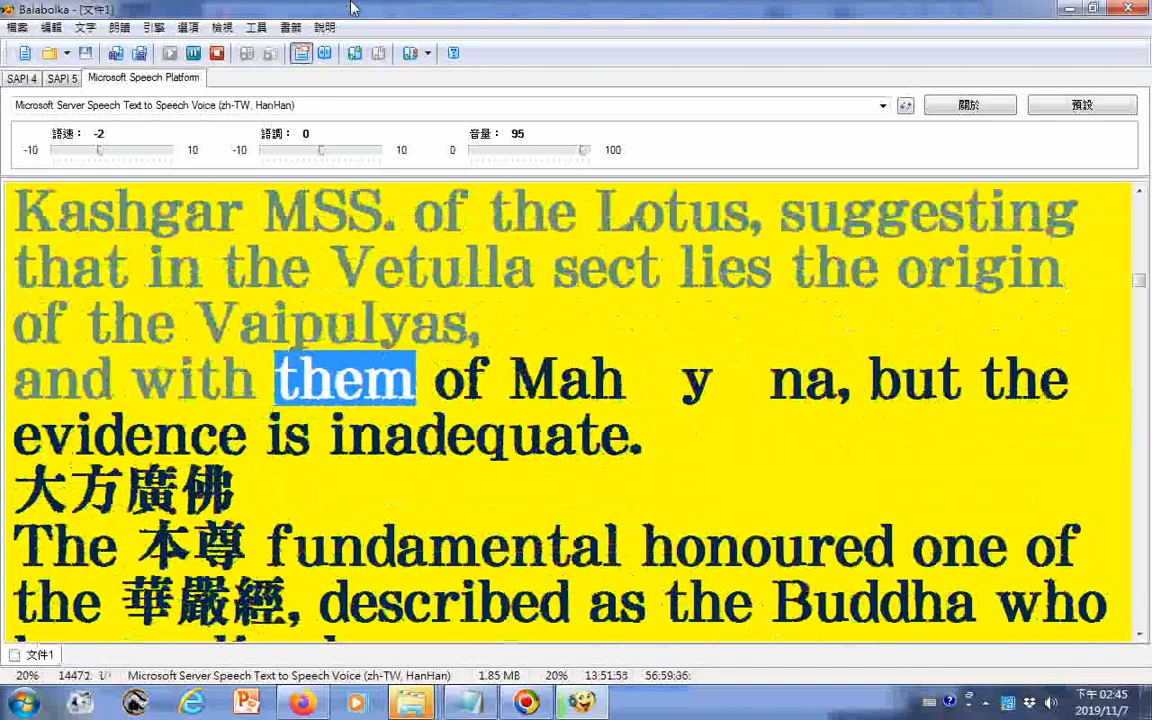 Balabolka - [文件1]
檔案 編輯 文字 朗讀 引擎 選項 檢視 工具 書籤 說明
SAPI 4 SAPI 5 Microsoft Speech Platform
Microsoft Server Speech Text to Speech Voice (zh-TW, HanHan) 關於 預設
語速： -2 語調： 0 音量： 95
-10 10 -10 10 0 100
Kashgar MSS. of the Lotus, suggesting
that in the Vetulla sect lies the origin
of the Vaipulyas,
and with them of Mah y na, but the
evidence is inadequate.
大方廣佛
The 本尊 fundamental honoured one of
the 華嚴經, described as the Buddha who
文件1
20% 14472: Microsoft Server Speech Text to Speech Voice (zh-TW, HanHan) 1.85 MB 20% 13:51:53 56:59:36:
下午 02:45
2019/11/7